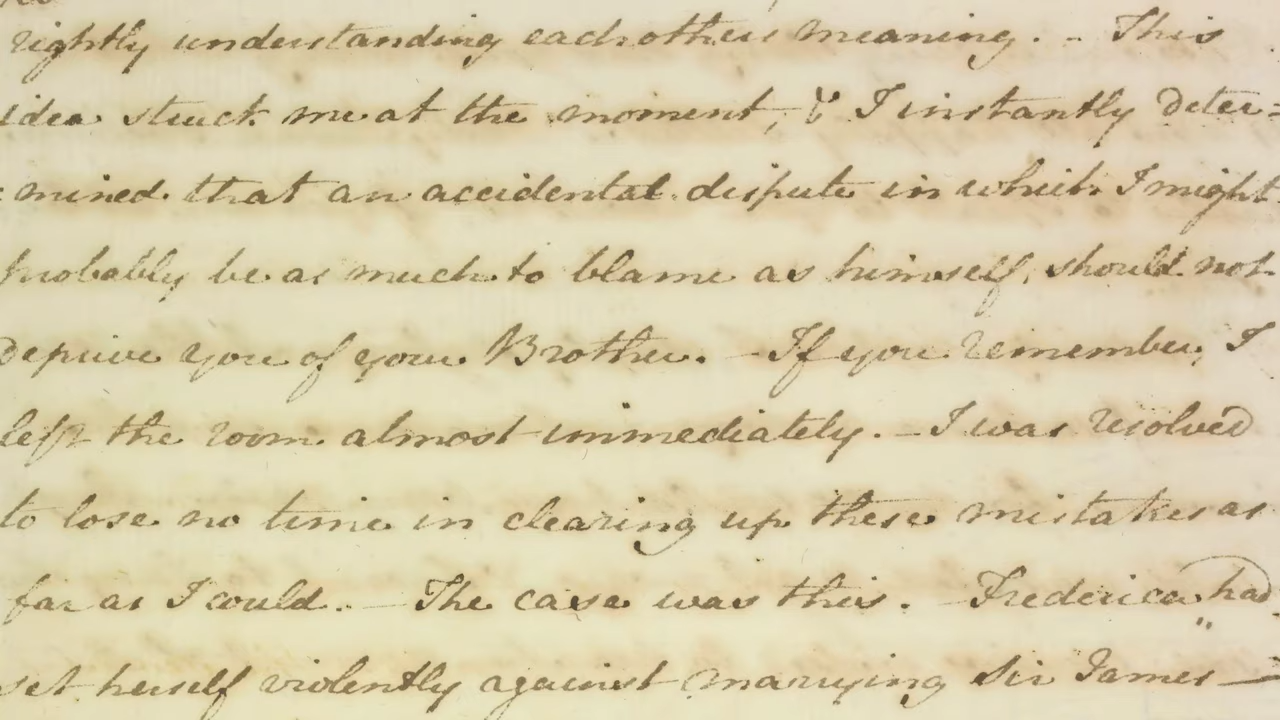 rightly understanding each others meaning. - This
idea struck me at the moment, & I instantly deter=
=mined that an accidental dispute in which I might
probably be as much to blame as himself, should not
deprive you of your Brother. - If you remember, I
left the room almost immediately. - I was resolved
to lose no time in clearing up these mistakes as
far as I could. - The case was this. - Frederica had
set herself violently against marrying Sir James -